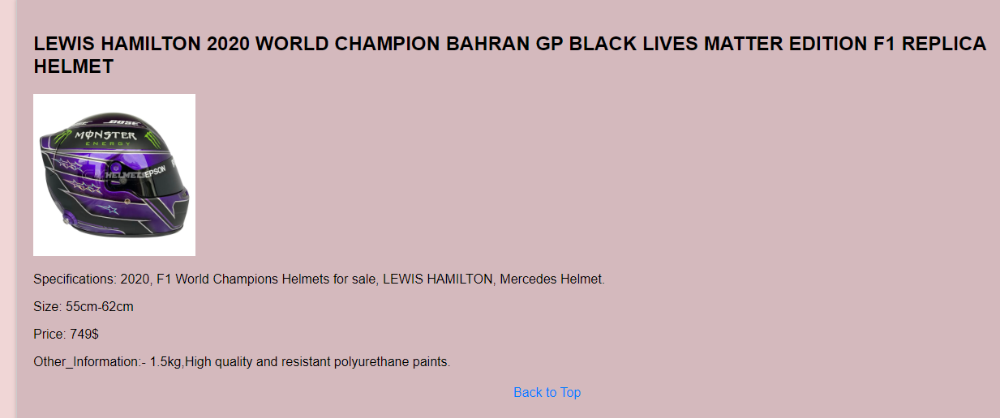 LEWIS HAMILTON 2020 WORLD CHAMPION BAHRAN GP BLACK LIVES MATTER EDITION F1 REPLICA
HELMET
BOSE
MONSTER
ENERGY
HELMETS
EPSON
Specifications: 2020, F1 World Champions Helmets for sale, LEWIS HAMILTON, Mercedes Helmet.
Size: 55cm-62cm
Price: 749$
Other_Information:- 1.5kg,High quality and resistant polyurethane paints.
Back to Top